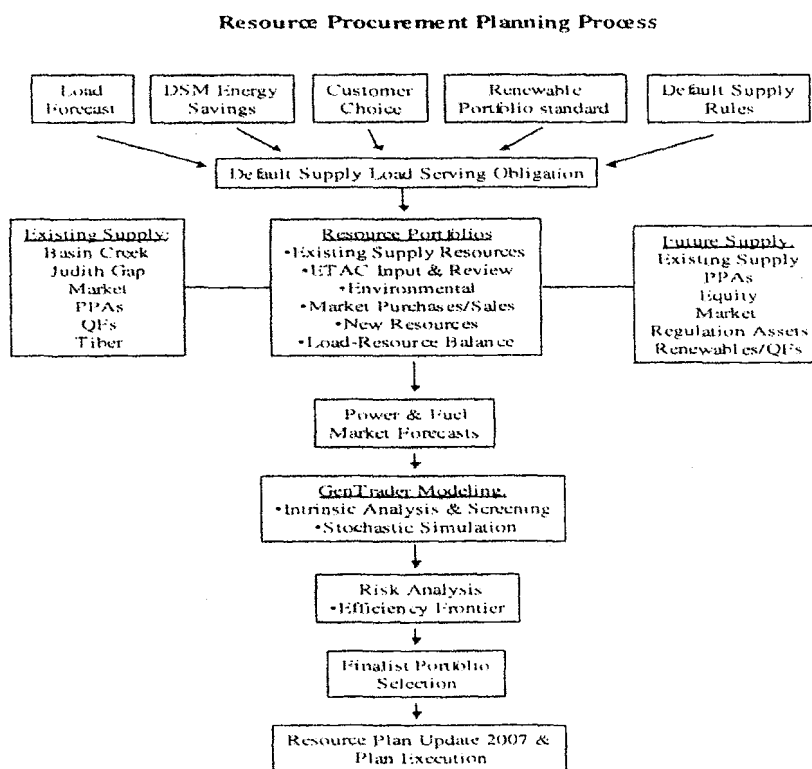 Resource Procurement Planning Process
Load
Forecast
DSM Energy
Savings
Customer
Choice
Renewable
Portfolio standard
Default Supply
Rules
Default Supply Load Serving Obligation
Existing Supply:
Basin Creek
Judith Gap
Market
PPAs
QFs
Tiber
Resource Portfolios
•Existing Supply Resources
•ETAC Input & Review
•Environmental
•Market Purchases/Sales
•New Resources
•Load-Resource Balance
Future Supply:
Existing Supply
PPAs
Equity
Market
Regulation Assets
Renewables/QFs
Power & Fuel
Market Forecasts
GenTrader Modeling:
•Intrinsic Analysis & Screening
•Stochastic Simulation
Risk Analysis
•Efficiency Frontier
Finalist Portfolio
Selection
Resource Plan Update 2007 &
Plan Execution